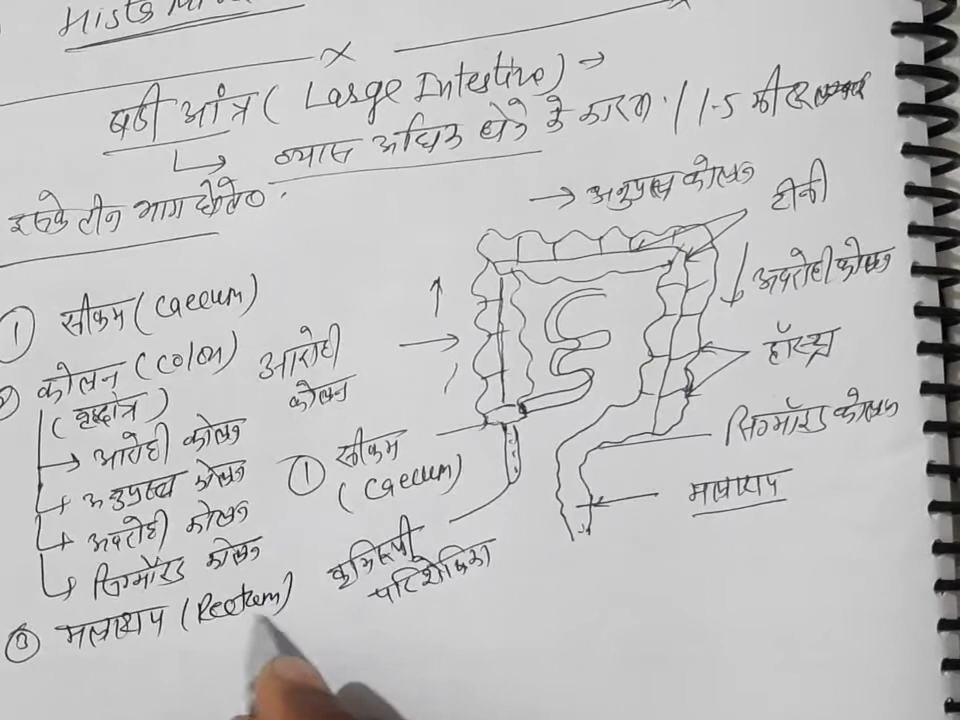 बड़ी आंत्र ( Large Intestine ) →
व्यास अधिक होने के कारण / 1.5 मीटर
इसके तीन भाग होते है
→ अनुप्रस्थ कोलन
टीनी
अवरोही कोलन
① सीकम ( Caecum )
कोलन ( Colon )
( वृहदांत्र )
→ आरोही कोलन
→ अनुप्रस्थ कोलन
→ अवरोही कोलन
→ सिग्मॉइड कोलन
③ मलाशय ( Rectum )
आरोही
कोलन
① सीकम
( Caecum )
कृमिरूपी
परिशेषिका
हॉस्ट्रा
सिग्मॉइड कोलन
मलाशय